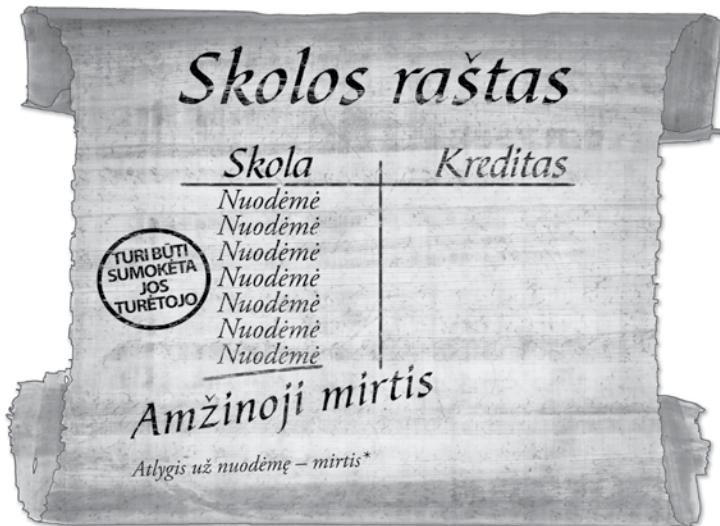 Skolos raštas
Skola Kreditas
Nuodėmė
Nuodėmė
Nuodėmė
Nuodėmė
Nuodėmė
Nuodėmė
Nuodėmė
TURI BŪTI
SUMOKĖTA
JOS
TURĖTOJO
Amžinoji mirtis
Atlygis už nuodėmę – mirtis*